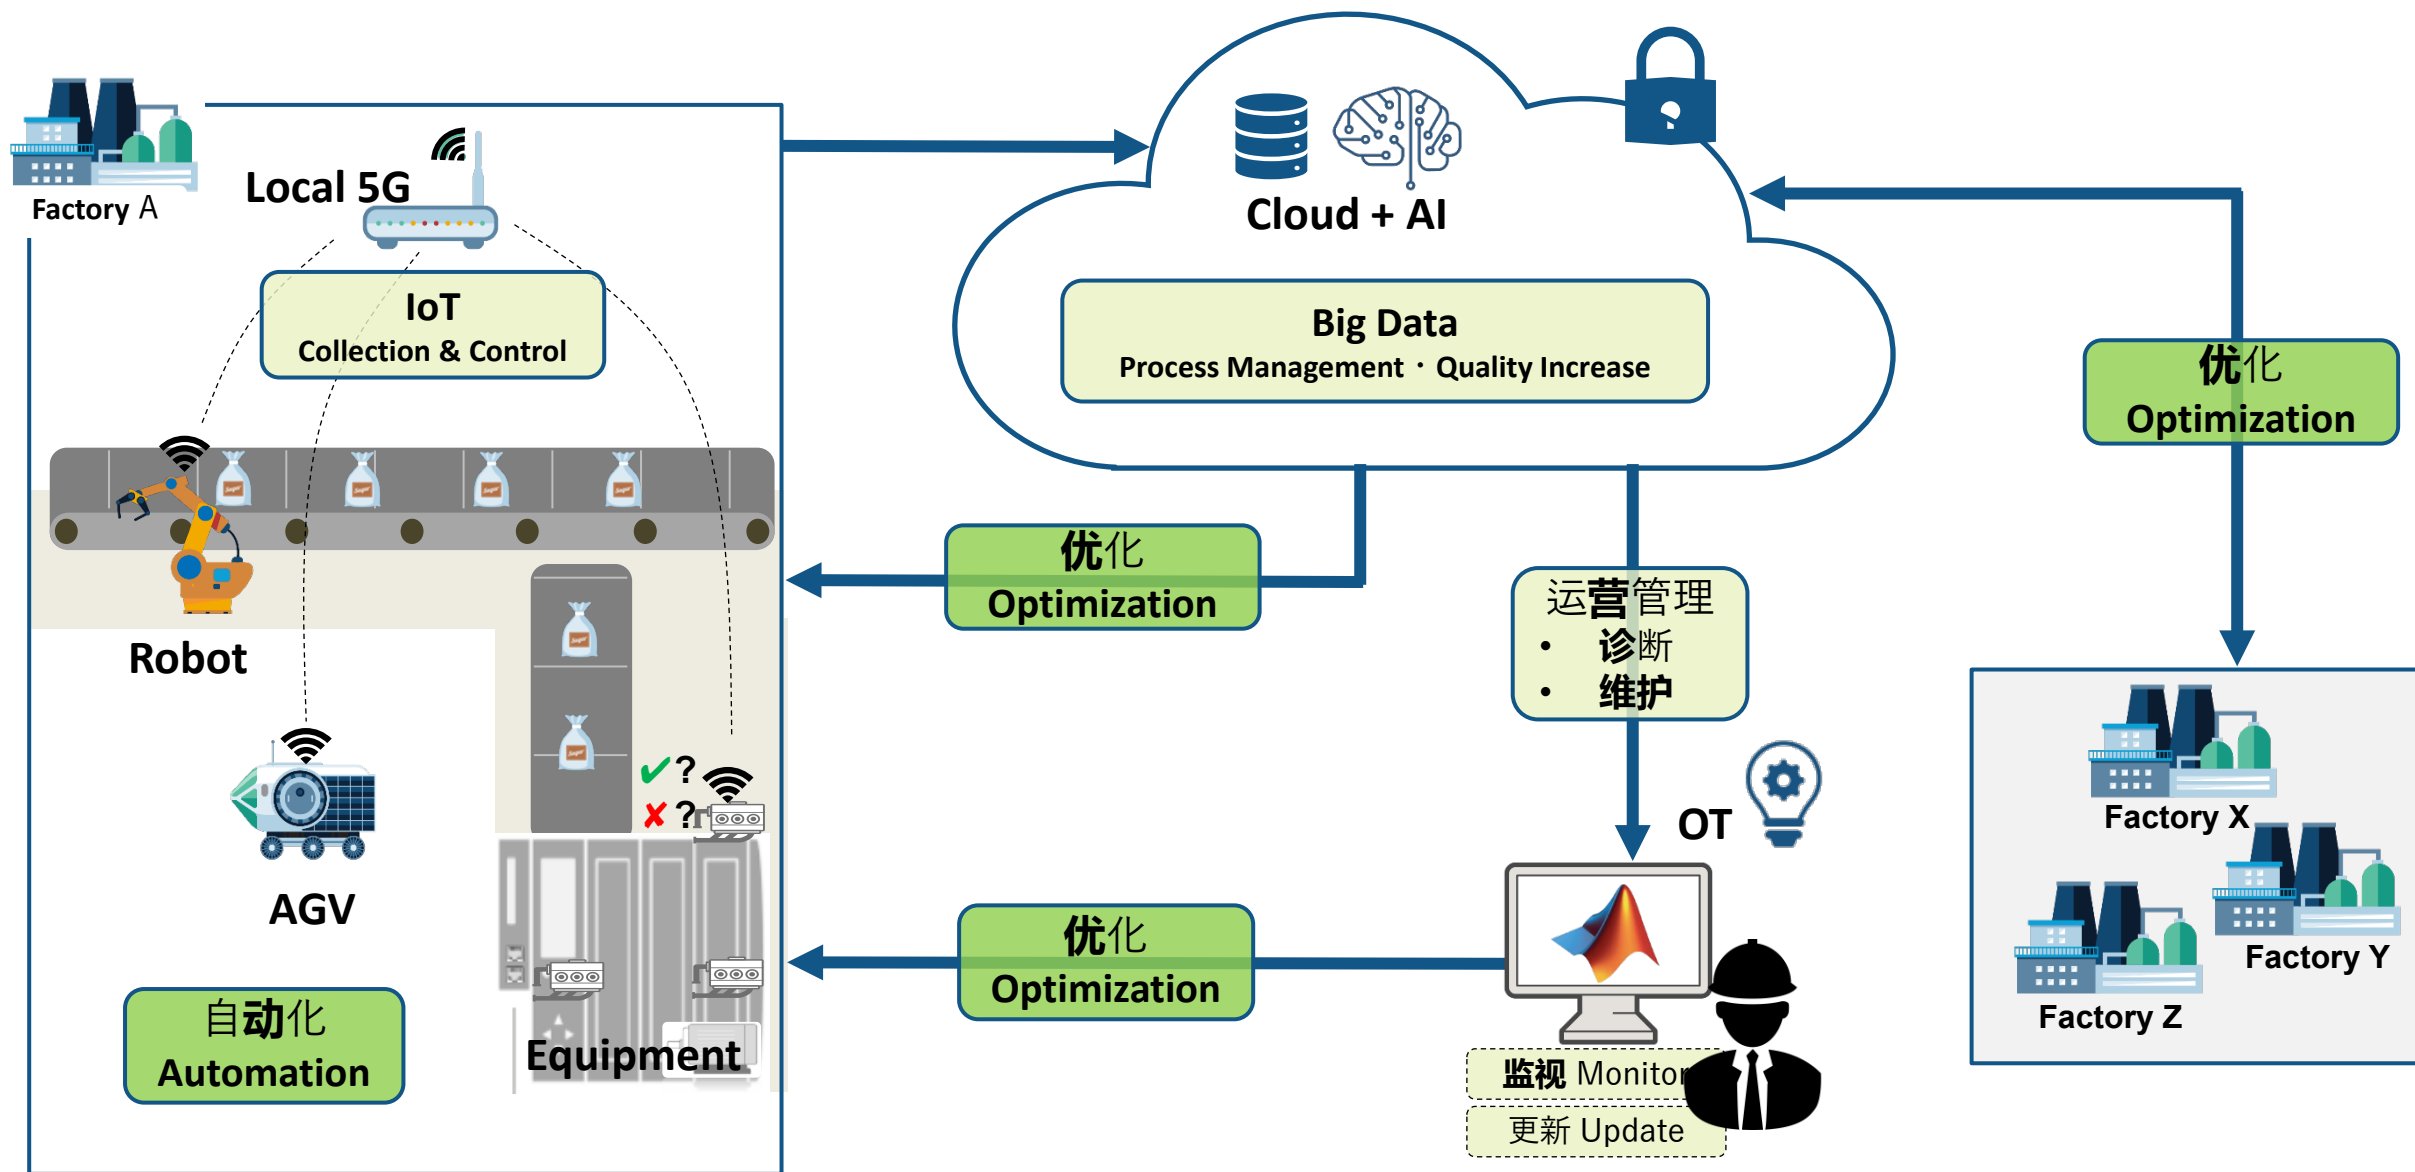 Factory A
Local 5G
IoT
Collection & Control
Robot
AGV
自动化
Automation
✔?
✘?
Equipment
Cloud + AI
Big Data
Process Management・Quality Increase
优化
Optimization
运营管理
• 诊断
• 维护
OT
优化
Optimization
监视 Monitor
更新 Update
优化
Optimization
Factory X
Factory Y
Factory Z